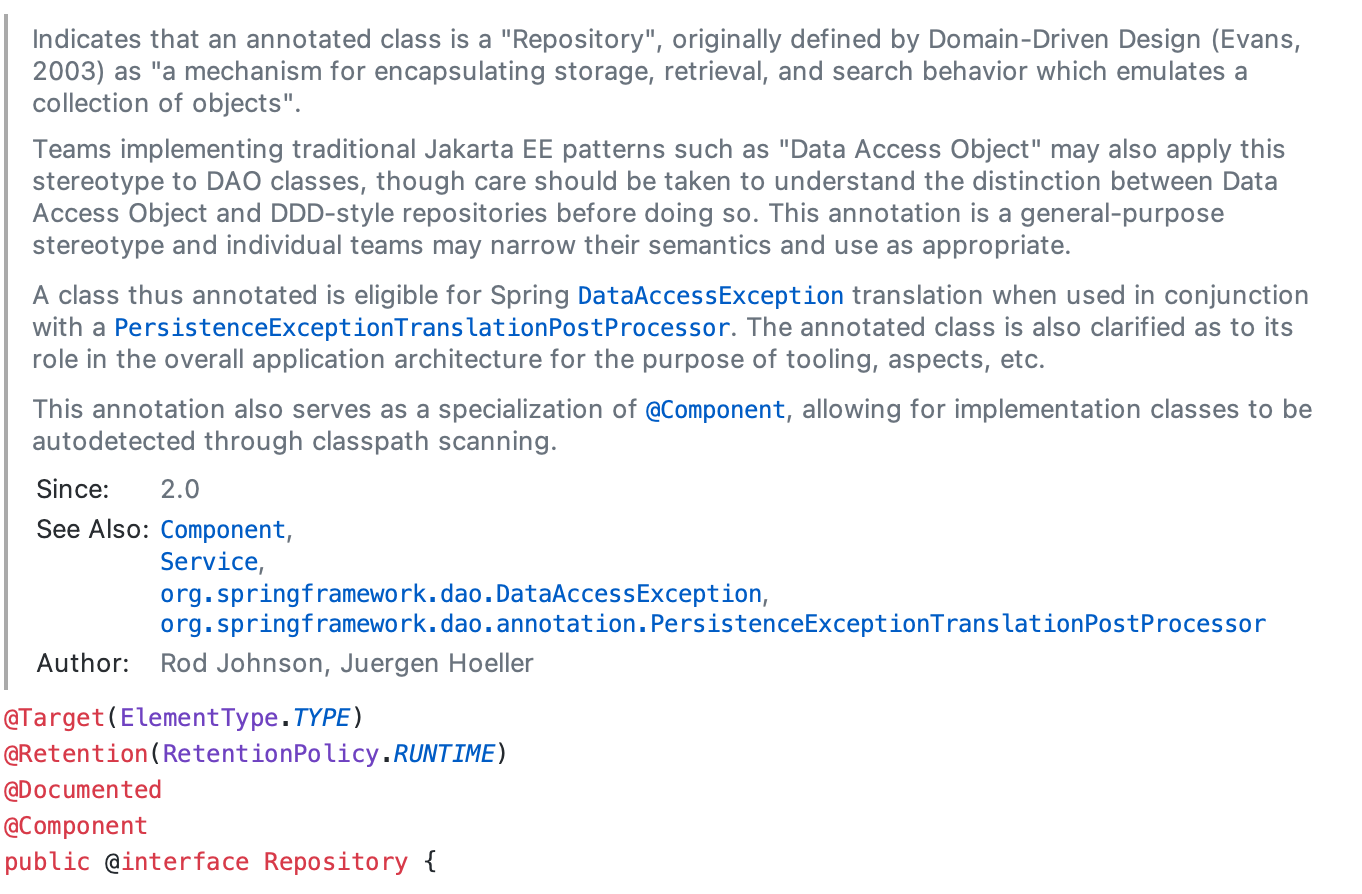 Indicates that an annotated class is a "Repository", originally defined by Domain-Driven Design (Evans,
2003) as "a mechanism for encapsulating storage, retrieval, and search behavior which emulates a
collection of objects".
Teams implementing traditional Jakarta EE patterns such as "Data Access Object" may also apply this
stereotype to DAO classes, though care should be taken to understand the distinction between Data
Access Object and DDD-style repositories before doing so. This annotation is a general-purpose
stereotype and individual teams may narrow their semantics and use as appropriate.
A class thus annotated is eligible for Spring DataAccessException translation when used in conjunction
with a PersistenceExceptionTranslationPostProcessor. The annotated class is also clarified as to its
role in the overall application architecture for the purpose of tooling, aspects, etc.
This annotation also serves as a specialization of @Component, allowing for implementation classes to be
autodetected through classpath scanning.
Since: 2.0
See Also: Component,
Service,
org.springframework.dao.DataAccessException,
org.springframework.dao.annotation.PersistenceExceptionTranslationPostProcessor
Author: Rod Johnson, Juergen Hoeller
@Target(ElementType.TYPE)
@Retention(RetentionPolicy.RUNTIME)
@Documented
@Component
public @interface Repository {